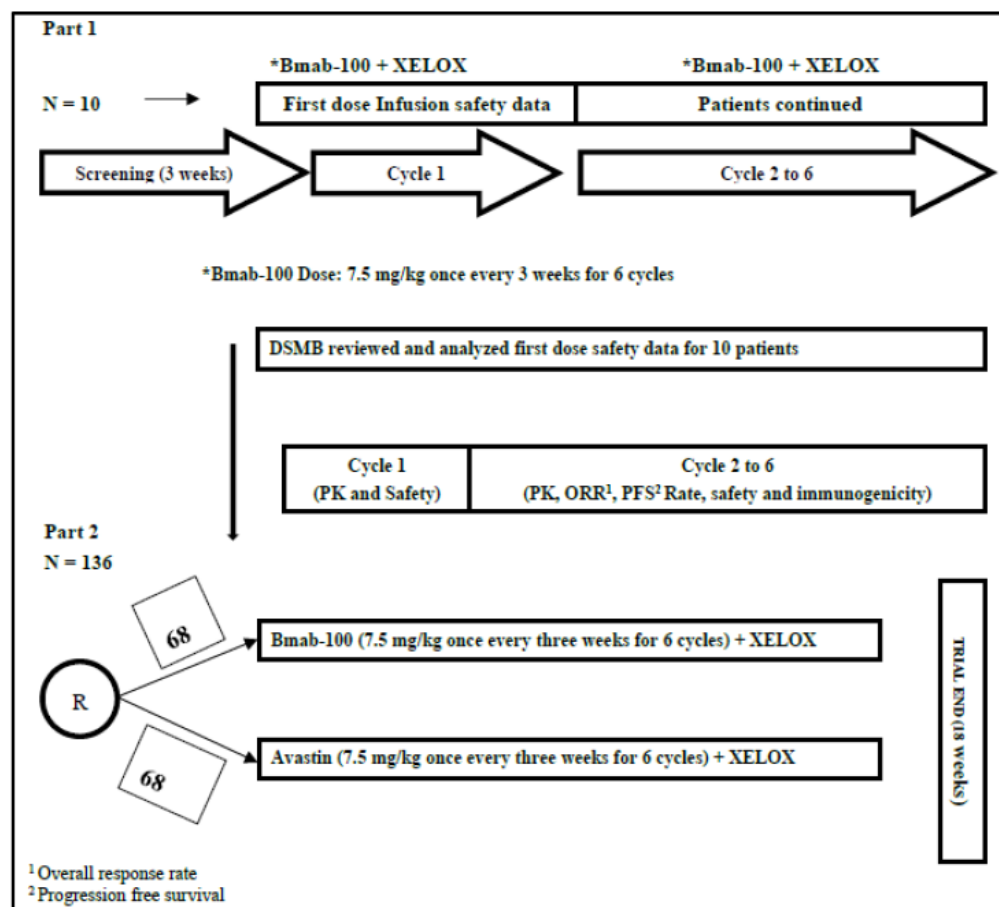 Part 1
*Bmab-100 + XELOX
*Bmab-100 + XELOX
N = 10
First dose Infusion safety data
Patients continued
Screening (3 weeks)
Cycle 1
Cycle 2 to 6
*Bmab-100 Dose: 7.5 mg/kg once every 3 weeks for 6 cycles
DSMB reviewed and analyzed first dose safety data for 10 patients
Cycle 1
(PK and Safety)
Cycle 2 to 6
(PK, ORR¹, PFS² Rate, safety and immunogenicity)
Part 2
N = 136
68
Bmab-100 (7.5 mg/kg once every three weeks for 6 cycles) + XELOX
R
Avastin (7.5 mg/kg once every three weeks for 6 cycles) + XELOX
68
TRIAL END (18 weeks)
¹ Overall response rate
² Progression free survival